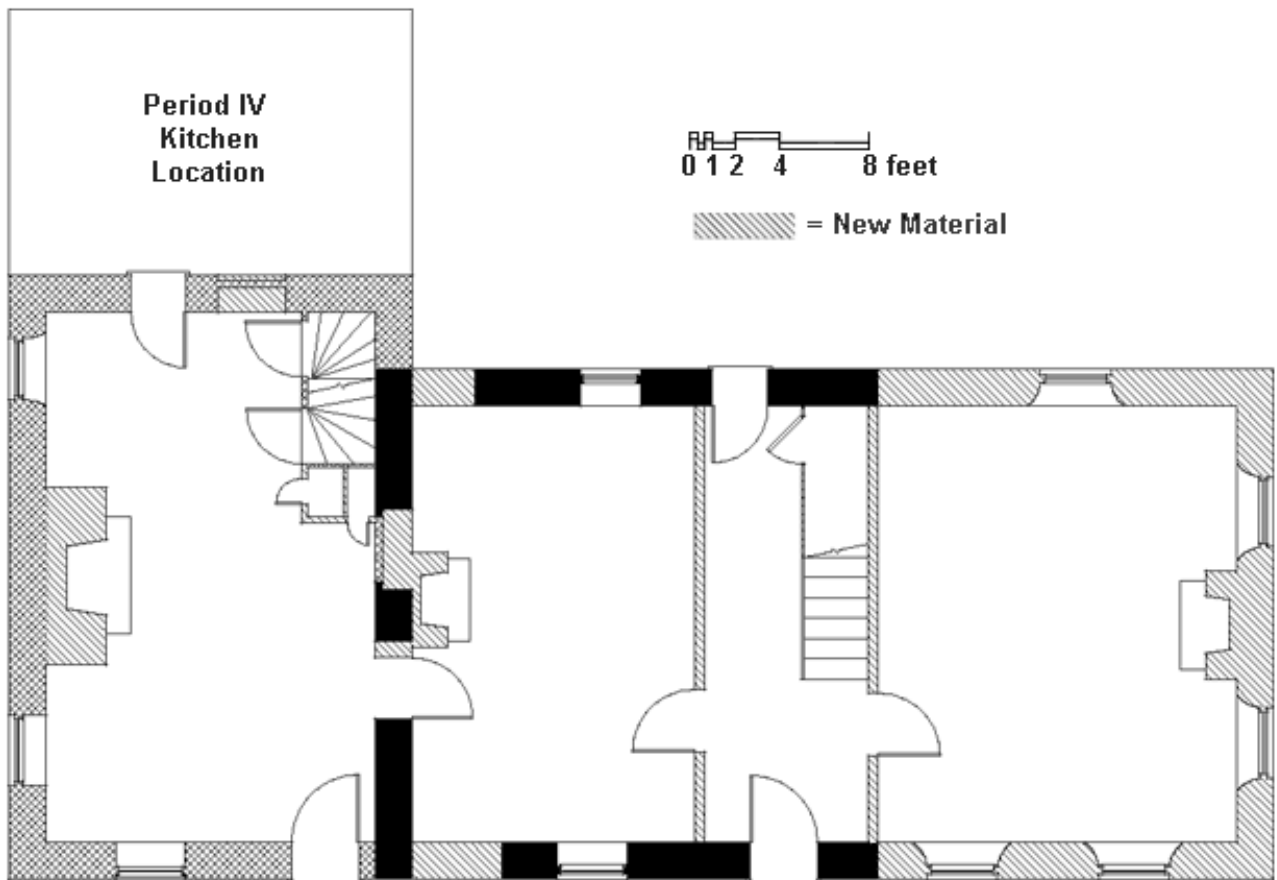 Period IV
Kitchen
Location
0 1 2 4 8 feet
= New Material